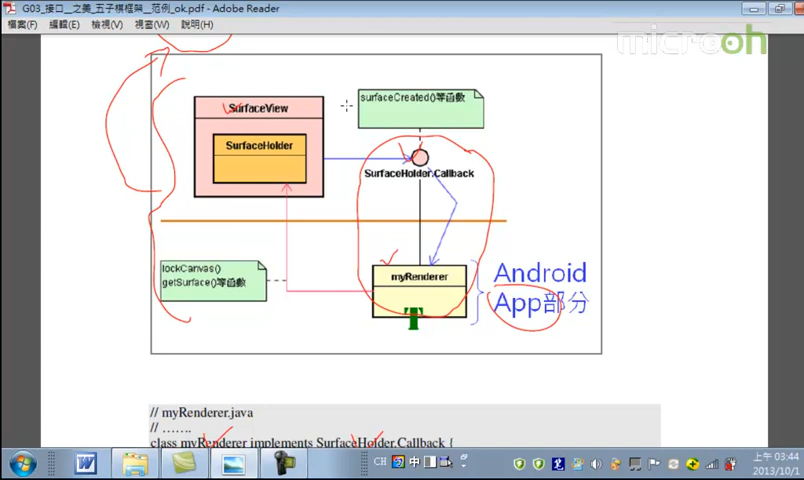 G03_接口__之美_五子棋框架__范例_ok.pdf - Adobe Reader
檔案(F) 編輯(E) 檢視(V) 視窗(W) 說明(H)
microoh
surfaceCreated()等函數
SurfaceView
SurfaceHolder
SurfaceHolder.Callback
lockCanvas()
getSurface()等函數
myRenderer
T
Android
App部分
// myRenderer.java
// …….
class myRenderer implements SurfaceHolder.Callback {
CH 中
上午 03:44
2013/10/1